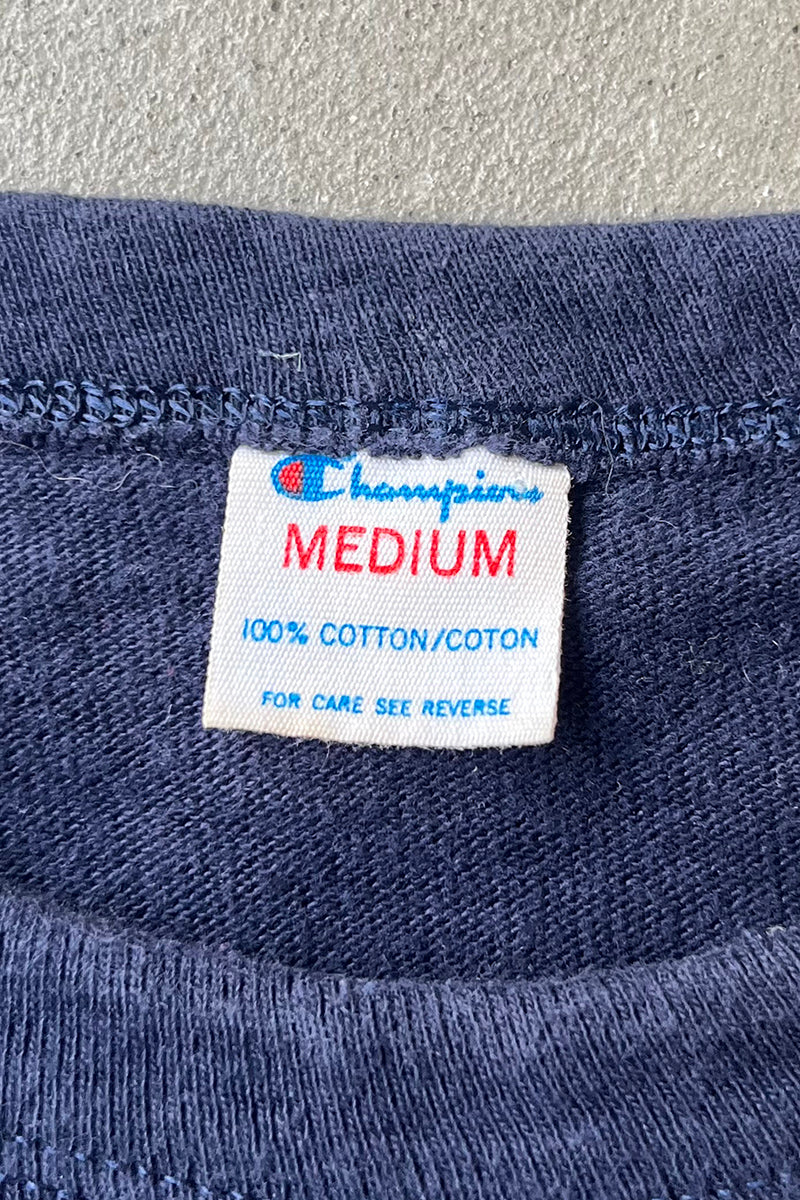 Champion
MEDIUM
100% COTTON/COTON
FOR CARE SEE REVERSE